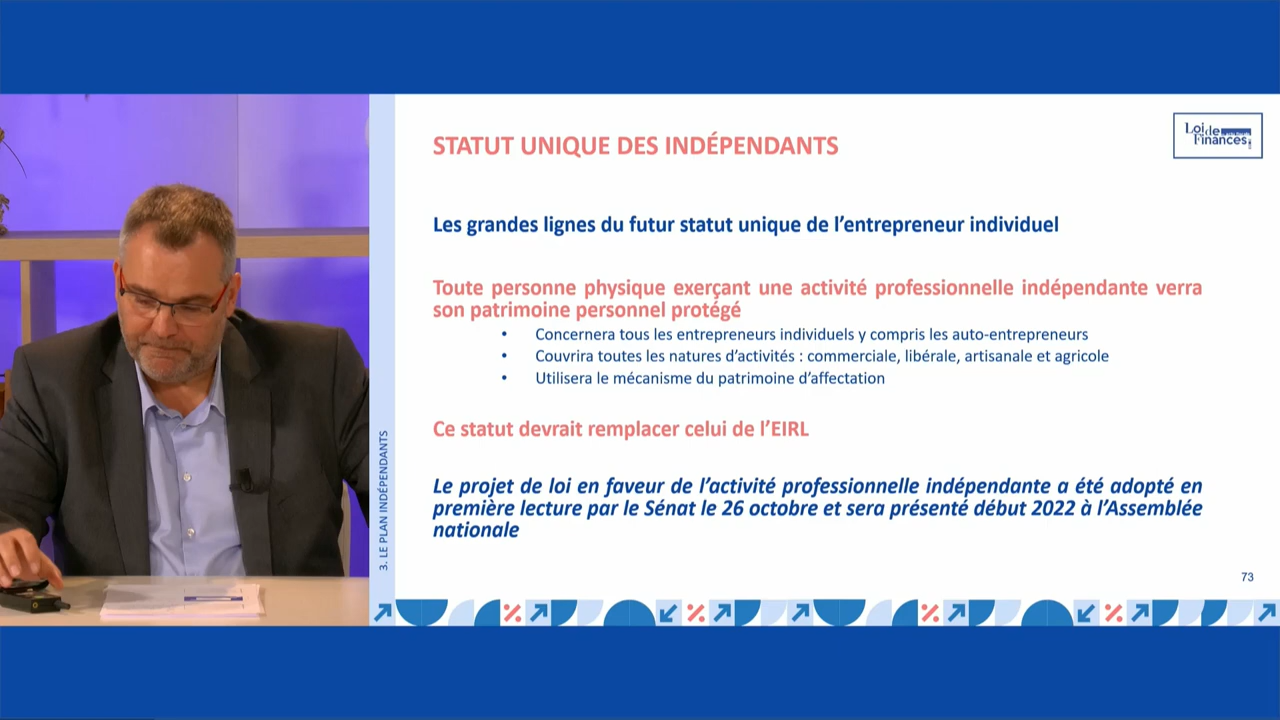 STATUT UNIQUE DES INDÉPENDANTS
Loi de
Finances
Les grandes lignes du futur statut unique de l’entrepreneur individuel
Toute personne physique exerçant une activité professionnelle indépendante verra
son patrimoine personnel protégé
• Concernera tous les entrepreneurs individuels y compris les auto-entrepreneurs
• Couvrira toutes les natures d’activités : commerciale, libérale, artisanale et agricole
• Utilisera le mécanisme du patrimoine d’affectation
Ce statut devrait remplacer celui de l’EIRL
Le projet de loi en faveur de l’activité professionnelle indépendante a été adopté en
première lecture par le Sénat le 26 octobre et sera présenté début 2022 à l’Assemblée
nationale
3. LE PLAN INDÉPENDANTS
73